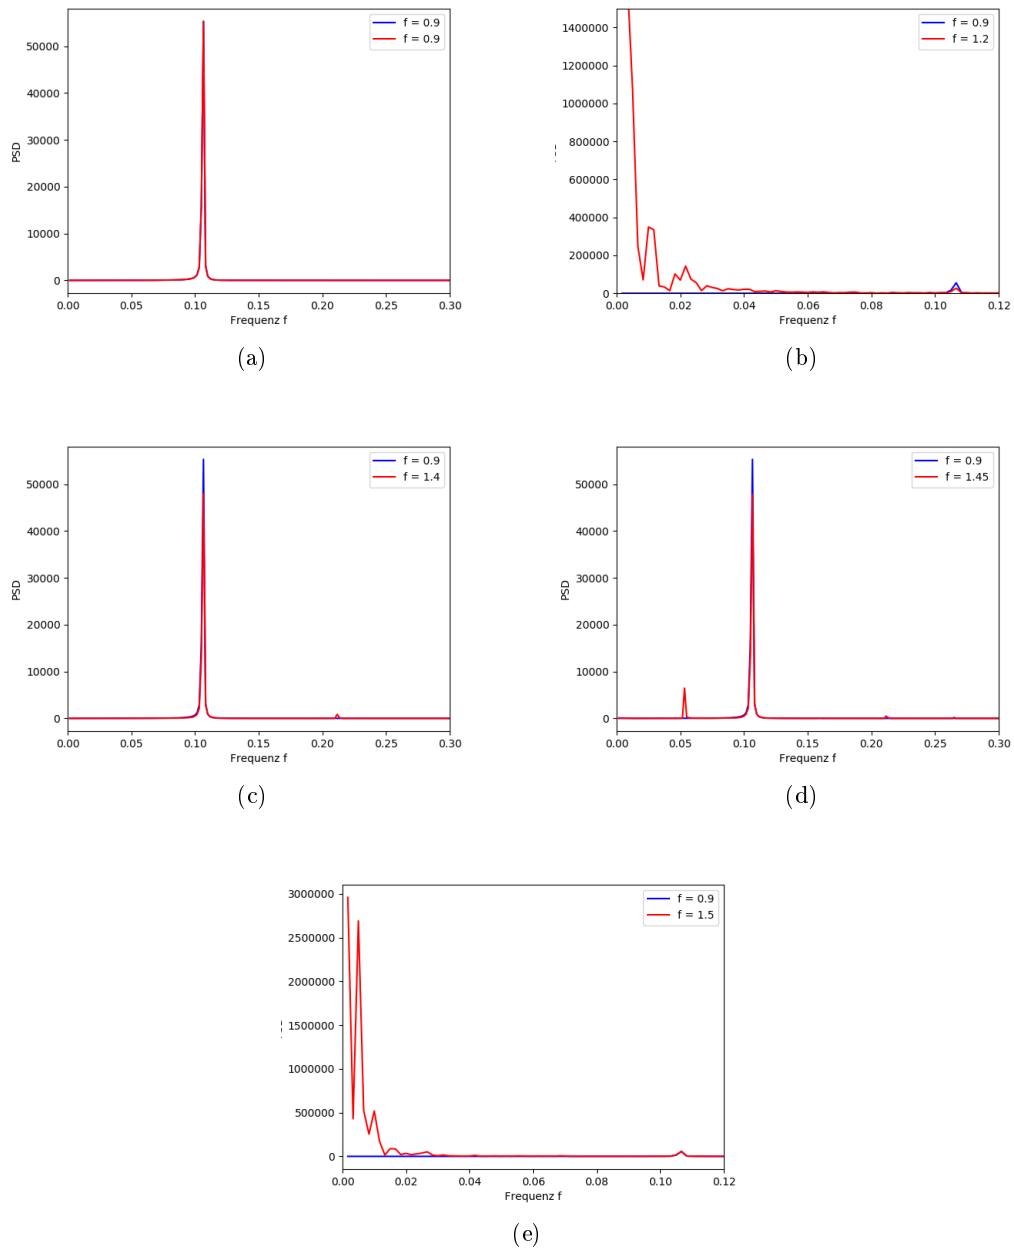 f = 0.9
f = 0.9
50000
40000
30000
20000
10000
0
PSD
0.00 0.05 0.10 0.15 0.20 0.25 0.30
Frequenz f
(a)
f = 0.9
f = 1.2
1400000
1200000
1000000
800000
600000
400000
200000
0
0.00 0.02 0.04 0.06 0.08 0.10 0.12
Frequenz f
(b)
f = 0.9
f = 1.4
50000
40000
30000
20000
10000
0
PSD
0.00 0.05 0.10 0.15 0.20 0.25 0.30
Frequenz f
(c)
f = 0.9
f = 1.45
50000
40000
30000
20000
10000
0
PSD
0.00 0.05 0.10 0.15 0.20 0.25 0.30
Frequenz f
(d)
f = 0.9
f = 1.5
3000000
2500000
2000000
1500000
1000000
500000
0
0.00 0.02 0.04 0.06 0.08 0.10 0.12
Frequenz f
(e)